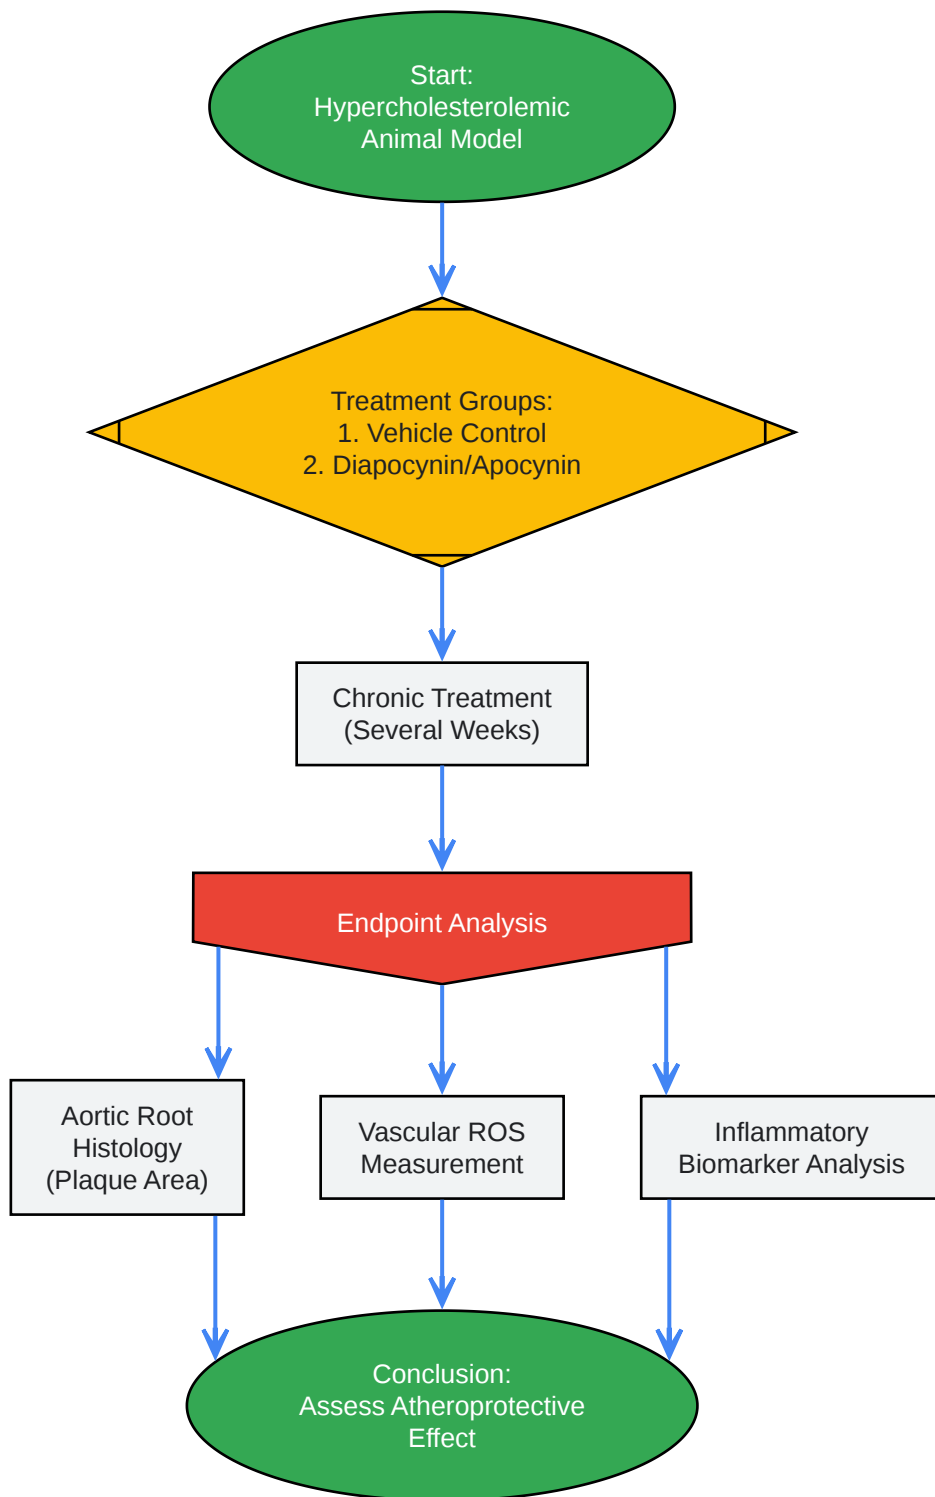 Start:
Hypercholesterolemic
Animal Model
Treatment Groups:
1. Vehicle Control
2. Diapocynin/Apocynin
Chronic Treatment
(Several Weeks)
Endpoint Analysis
Aortic Root
Histology
(Plaque Area)
Vascular ROS
Measurement
Inflammatory
Biomarker Analysis
Conclusion:
Assess Atheroprotective
Effect